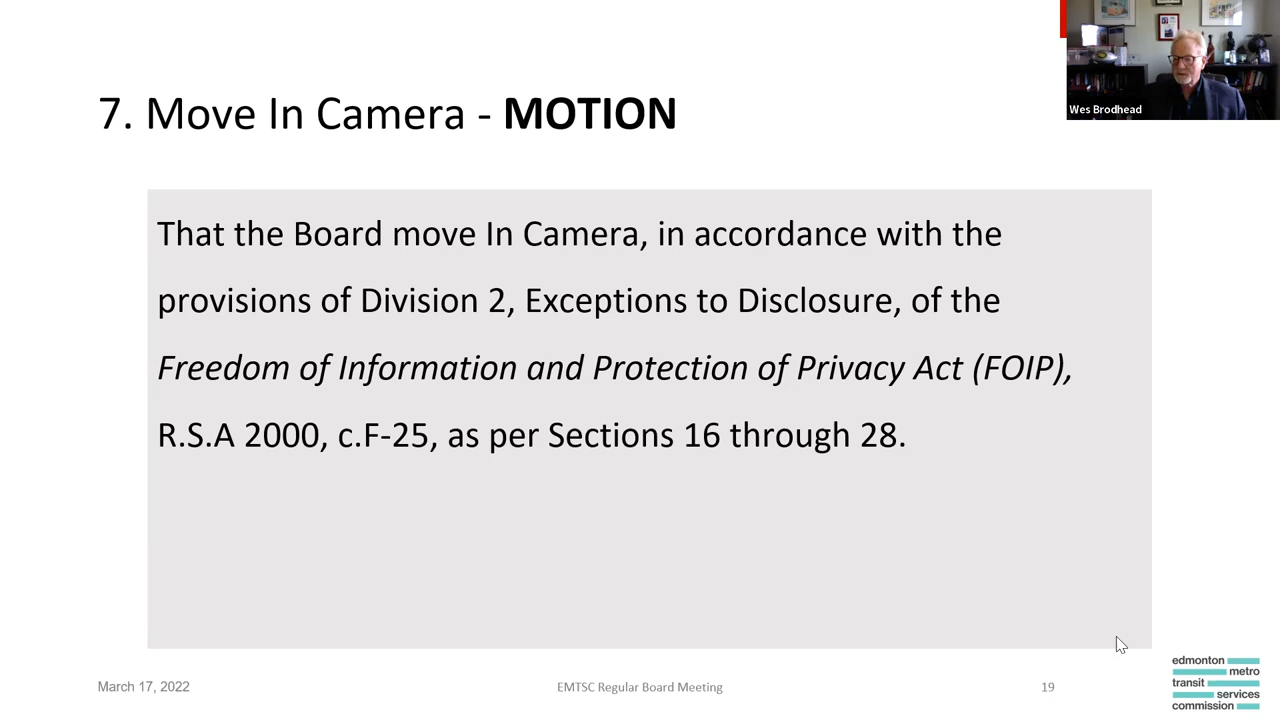 7. Move In Camera - MOTION
Wes Brodhead
That the Board move In Camera, in accordance with the
provisions of Division 2, Exceptions to Disclosure, of the
Freedom of Information and Protection of Privacy Act (FOIP),
R.S.A 2000, c.F-25, as per Sections 16 through 28.
March 17, 2022
EMTSC Regular Board Meeting
19
edmonton
metro
transit
services
commission